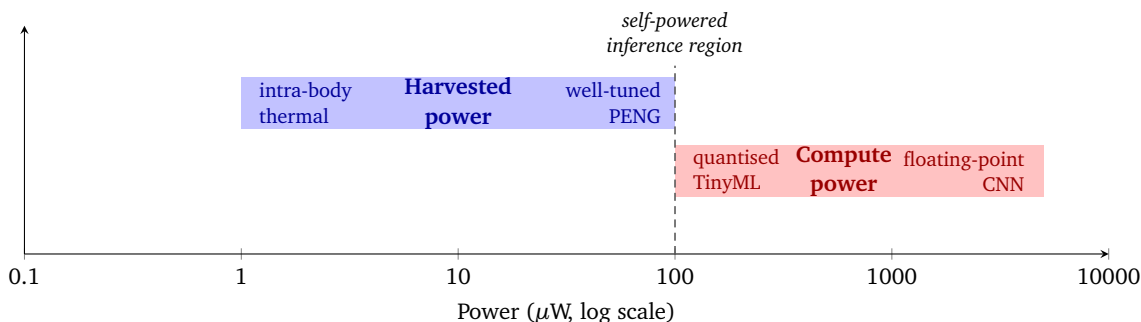 self-powered
inference region
intra-body
thermal
Harvested
power
well-tuned
PENG
quantised
TinyML
Compute
power
floating-point
CNN
0.1
1
10
100
1000
10000
Power (μW, log scale)